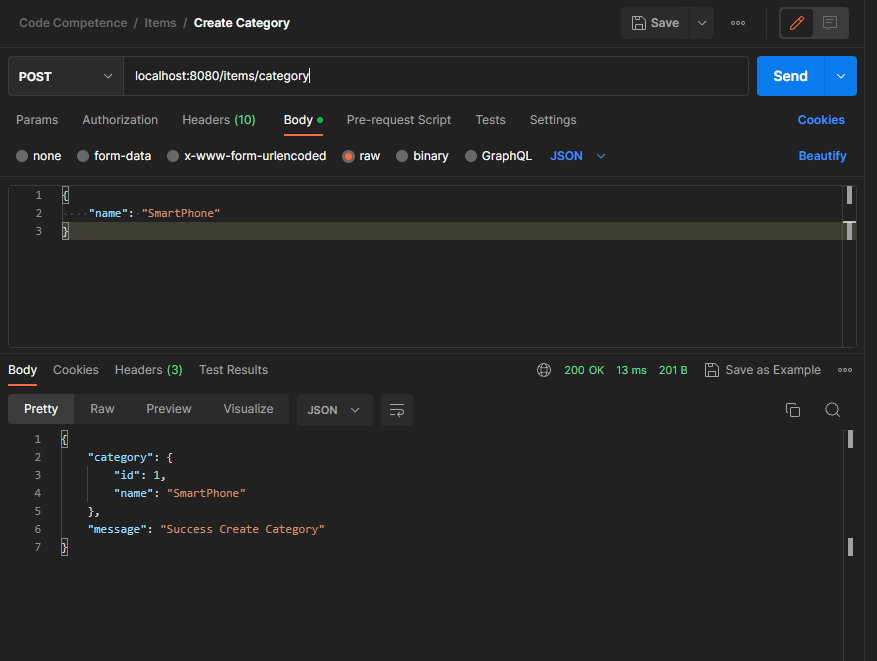 Code Competence / Items / Create Category
Save
POST localhost:8080/items/category Send
Params Authorization Headers (10) Body Pre-request Script Tests Settings Cookies
none form-data x-www-form-urlencoded raw binary GraphQL JSON Beautify
1 {
2 "name": "SmartPhone"
3 }
Body Cookies Headers (3) Test Results 200 OK 13 ms 201 B Save as Example
Pretty Raw Preview Visualize JSON
1 {
2 "category": {
3 "id": 1,
4 "name": "SmartPhone"
5 },
6 "message": "Success Create Category"
7 }